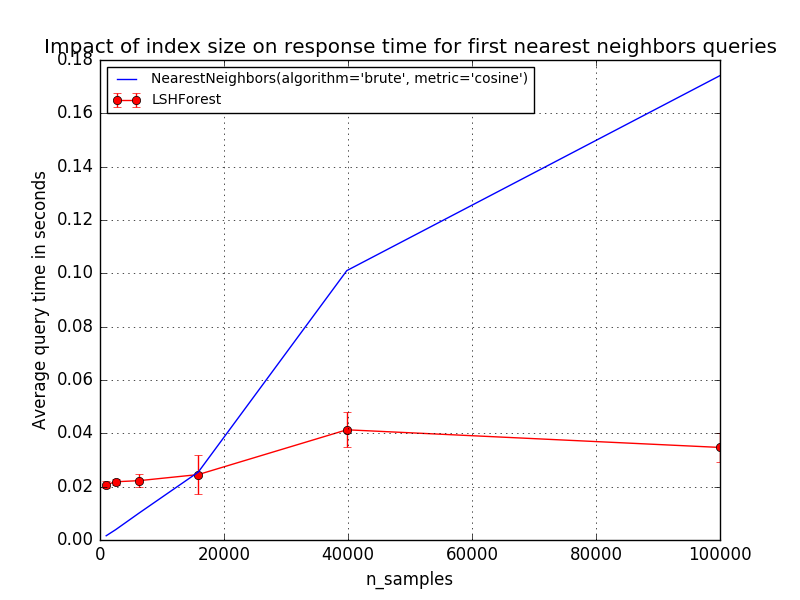 Impact of index size on response time for first nearest neighbors queries
NearestNeighbors(algorithm='brute', metric='cosine')
LSHForest
Average query time in seconds
0.18
0.16
0.14
0.12
0.10
0.08
0.06
0.04
0.02
0.00
0 20000 40000 60000 80000 100000
n_samples